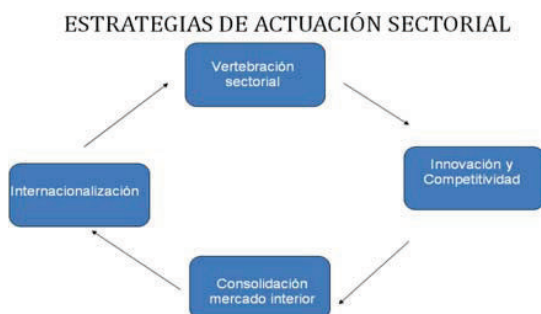 ESTRATEGIAS DE ACTUACIÓN SECTORIAL
Vertebración
sectorial
Innovación y
Competitividad
Internacionalización
Consolidación
mercado interior